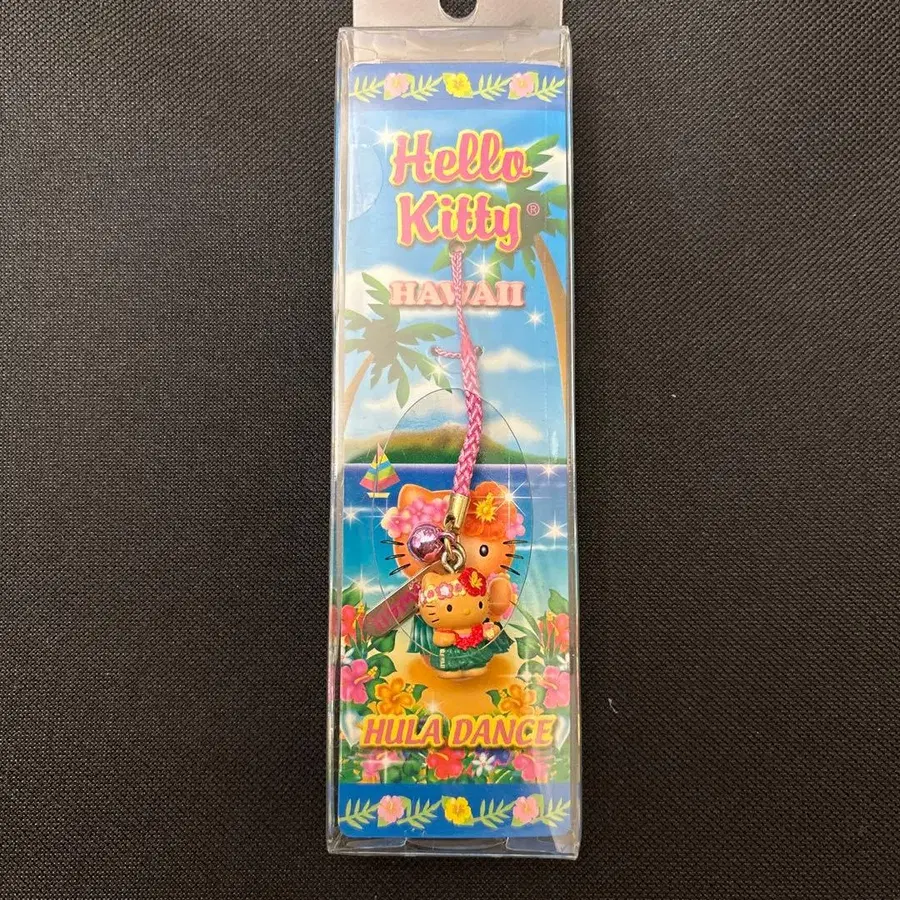 Hello
Kitty®
HAWAII
HULA DANCE